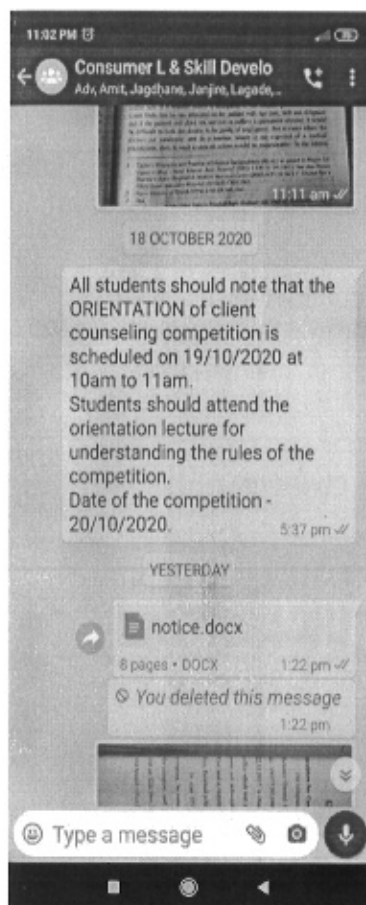 11:02 PM
Consumer L & Skill Develo
Adv, Amit, Jagdhane, Janjire, Lagade,...
11:11 am
18 OCTOBER 2020
All students should note that the
ORIENTATION of client
counseling competition is
scheduled on 19/10/2020 at
10am to 11am.
Students should attend the
orientation lecture for
understanding the rules of the
competition.
Date of the competition -
20/10/2020.
5:37 pm
YESTERDAY
notice.docx
8 pages • DOCX
1:22 pm
You deleted this message
1:22 pm
Type a message